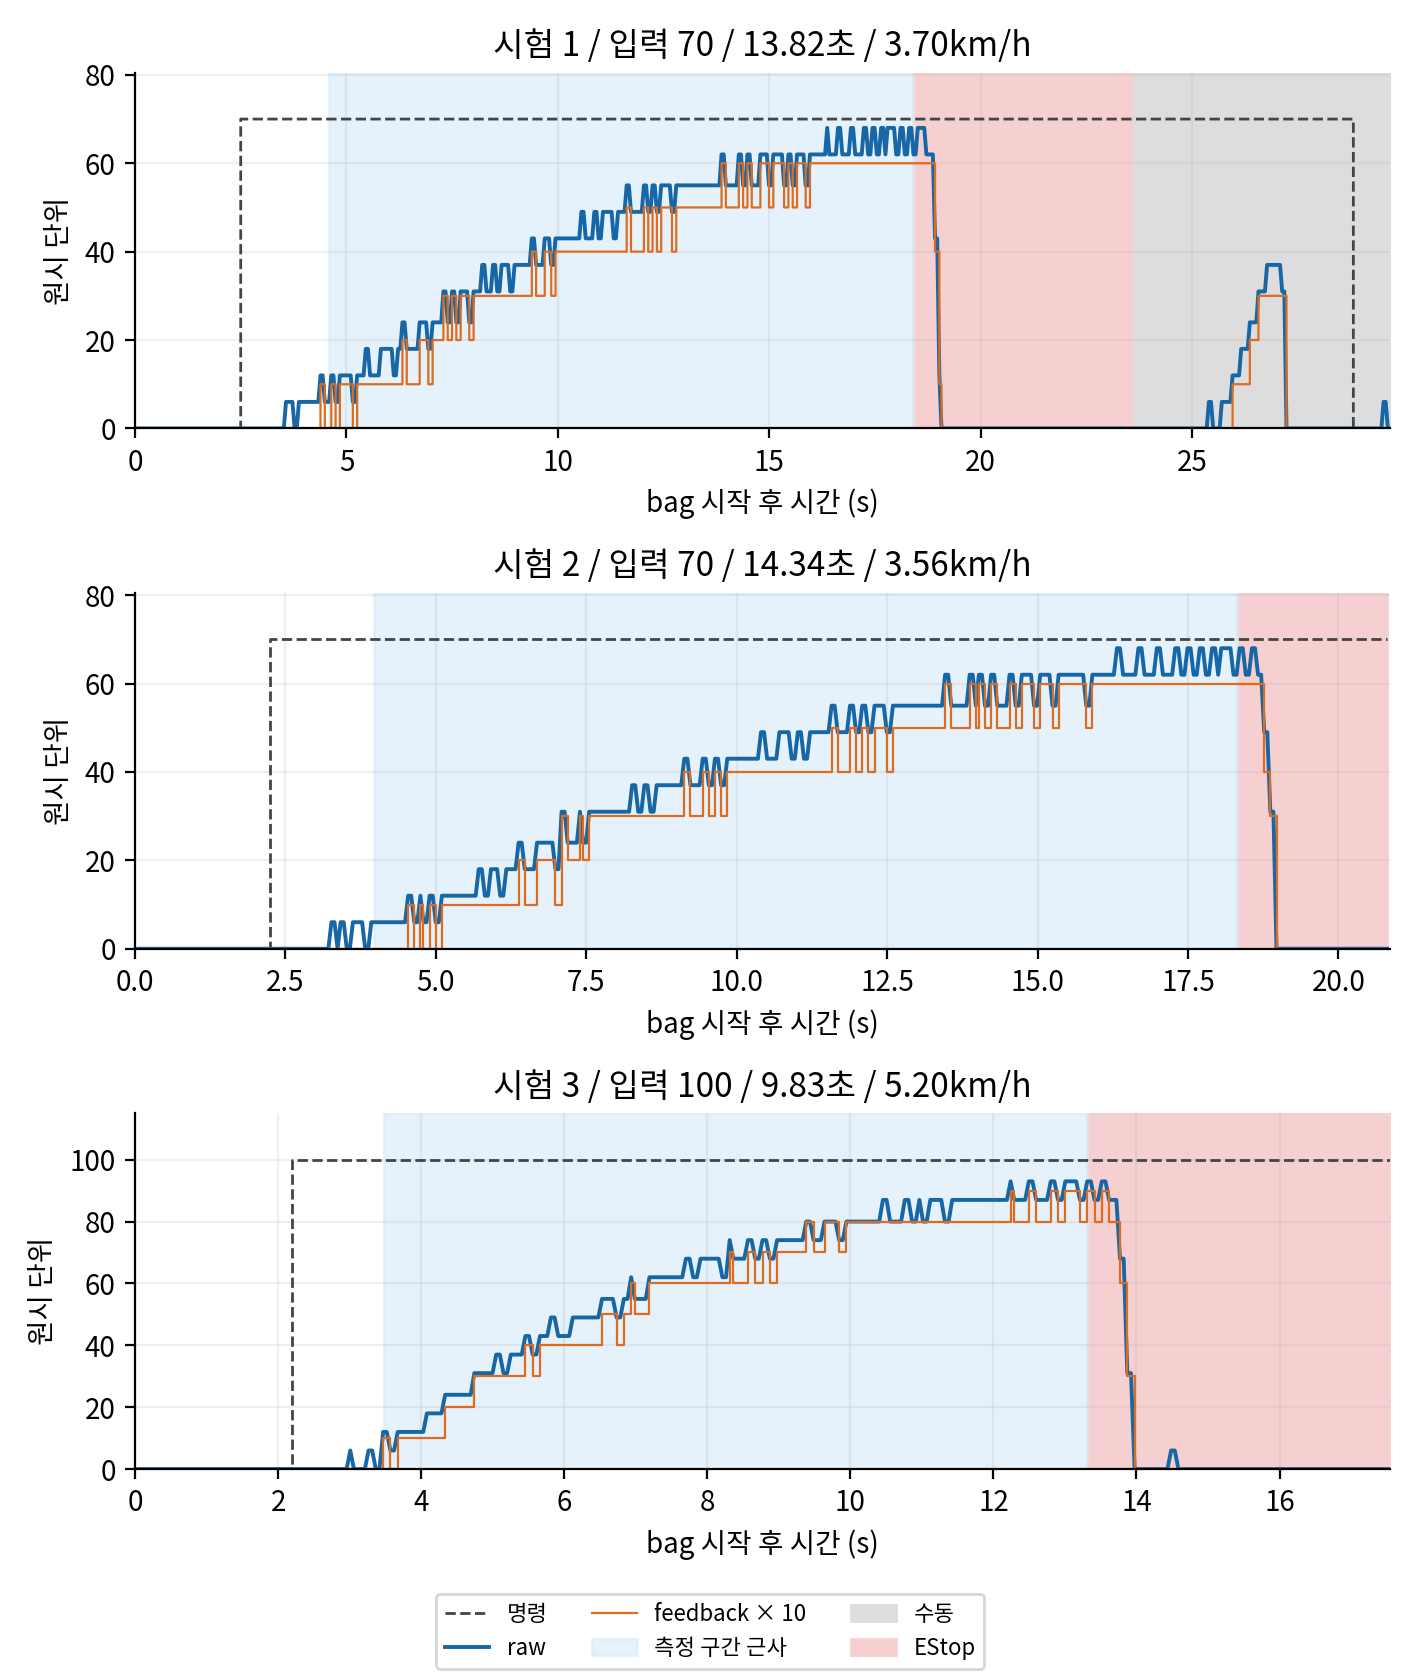 시험 1 / 입력 70 / 13.82초 / 3.70km/h
80
60
40
20
0
원시 단위
0 5 10 15 20 25
bag 시작 후 시간 (s)
시험 2 / 입력 70 / 14.34초 / 3.56km/h
80
60
40
20
0
원시 단위
0.0 2.5 5.0 7.5 10.0 12.5 15.0 17.5 20.0
bag 시작 후 시간 (s)
시험 3 / 입력 100 / 9.83초 / 5.20km/h
100
80
60
40
20
0
원시 단위
0 2 4 6 8 10 12 14 16
bag 시작 후 시간 (s)
명령 feedback × 10 수동
raw 측정 구간 근사 EStop